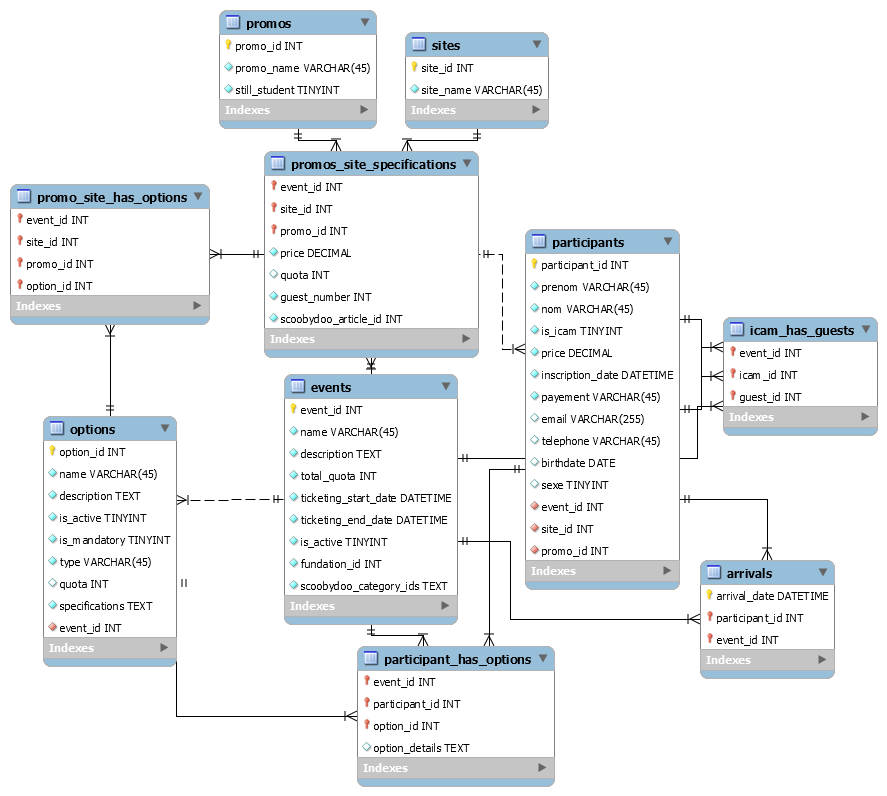 promos
promo_id INT
promo_name VARCHAR(45)
still_student TINYINT
Indexes
sites
site_id INT
site_name VARCHAR(45)
Indexes
promos_site_specifications
event_id INT
site_id INT
promo_id INT
price DECIMAL
quota INT
guest_number INT
scoobydoo_article_id INT
Indexes
promo_site_has_options
event_id INT
site_id INT
promo_id INT
option_id INT
Indexes
participants
participant_id INT
prenom VARCHAR(45)
nom VARCHAR(45)
is_icam TINYINT
price DECIMAL
inscription_date DATETIME
payement VARCHAR(45)
email VARCHAR(255)
telephone VARCHAR(45)
birthdate DATE
sexe TINYINT
event_id INT
site_id INT
promo_id INT
Indexes
icam_has_guests
event_id INT
icam_id INT
guest_id INT
Indexes
events
event_id INT
name VARCHAR(45)
description TEXT
total_quota INT
ticketing_start_date DATETIME
ticketing_end_date DATETIME
is_active TINYINT
fundation_id INT
scoobydoo_category_ids TEXT
Indexes
options
option_id INT
name VARCHAR(45)
description TEXT
is_active TINYINT
is_mandatory TINYINT
type VARCHAR(45)
quota INT
specifications TEXT
event_id INT
Indexes
arrivals
arrival_date DATETIME
participant_id INT
event_id INT
Indexes
participant_has_options
event_id INT
participant_id INT
option_id INT
option_details TEXT
Indexes